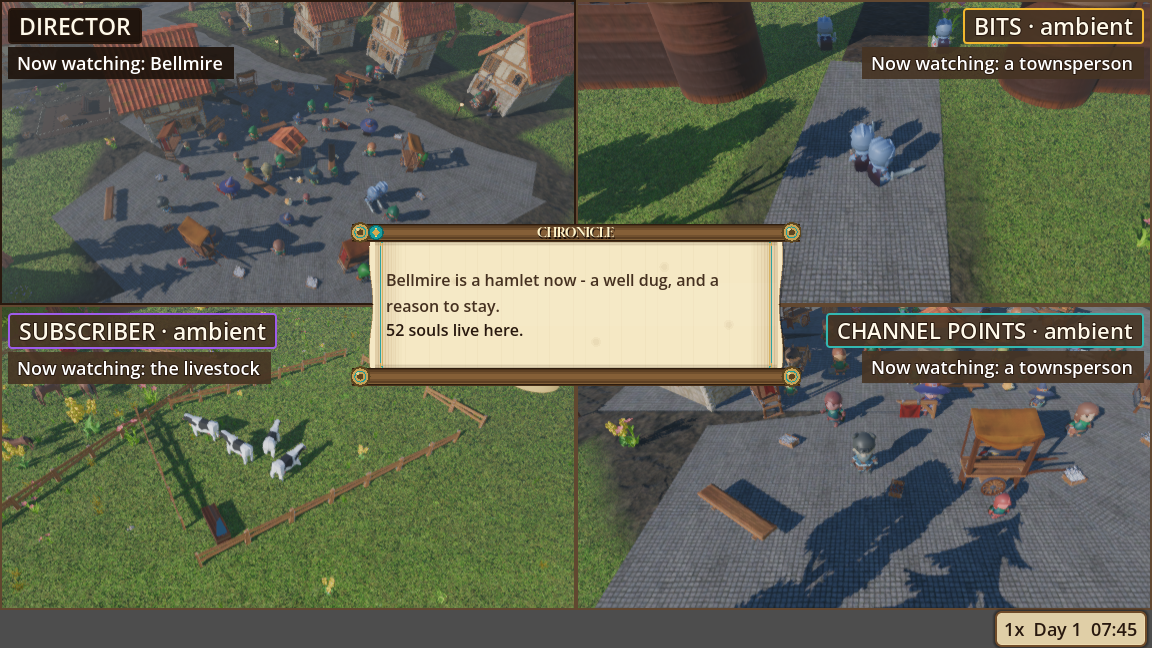 DIRECTOR
Now watching: Bellmire
BITS · ambient
Now watching: a townsperson
CHRONICLE
Bellmire is a hamlet now - a well dug, and a
reason to stay.
52 souls live here.
SUBSCRIBER · ambient
Now watching: the livestock
CHANNEL POINTS · ambient
Now watching: a townsperson
1x Day 1 07:45